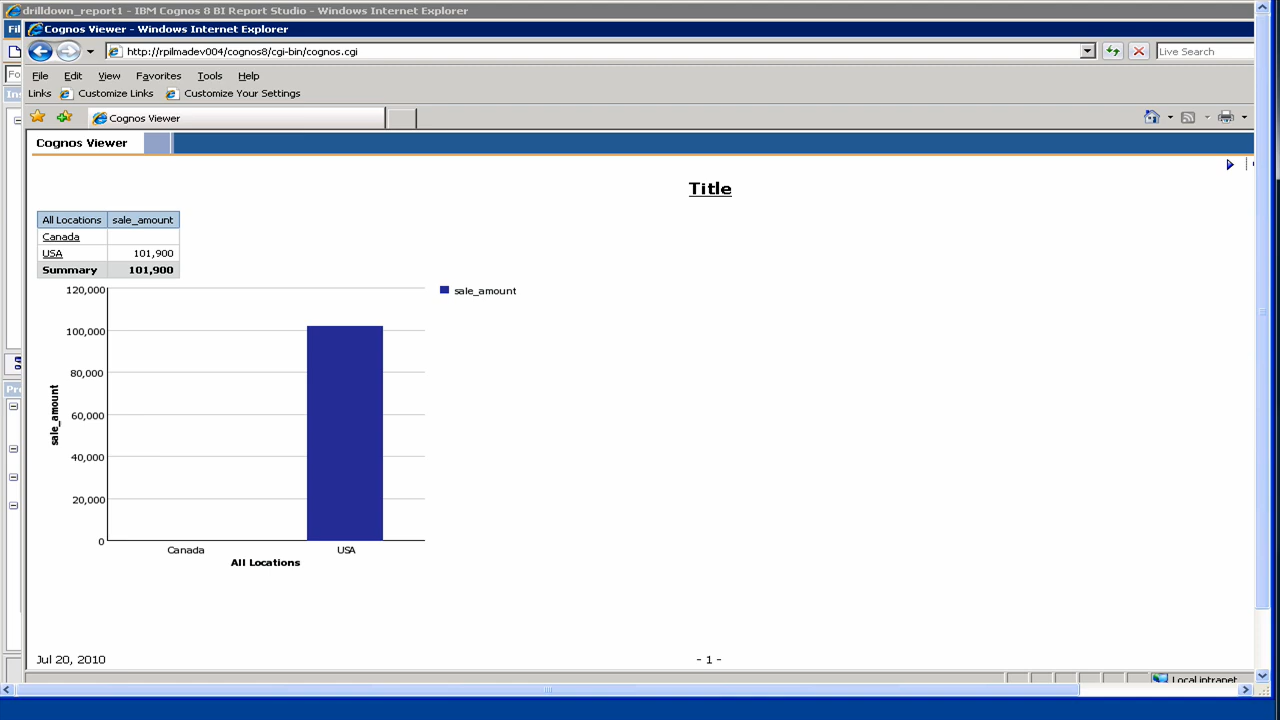 drilldown_report1 - IBM Cognos 8 BI Report Studio - Windows Internet Explorer
Cognos Viewer - Windows Internet Explorer
http://rpilmadev004/cognos8/cgi-bin/cognos.cgi
Live Search
File Edit View Favorites Tools Help
Links Customize Links Customize Your Settings
Cognos Viewer
Cognos Viewer
Title
All Locations sale_amount
Canada
USA 101,900
Summary 101,900
120,000
100,000
80,000
60,000
40,000
20,000
0
sale_amount
sale_amount
Canada USA
All Locations
Jul 20, 2010
- 1 -
Local intranet